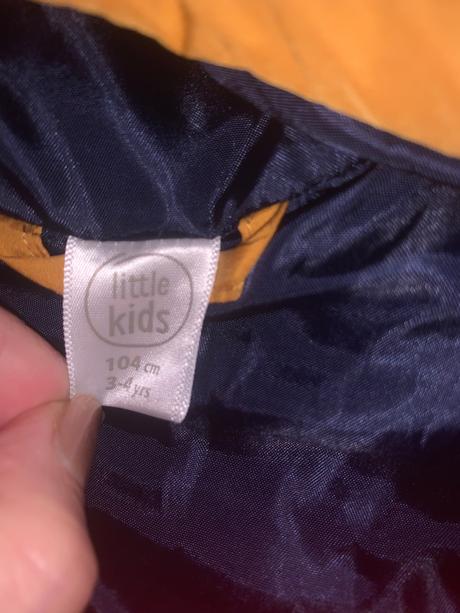 little
kids
104 cm
3-4 yrs